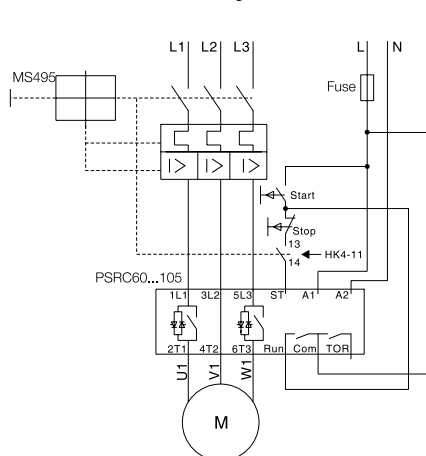 L1 L2 L3 L N
MS495
Fuse
I> I> I>
Start
Stop
13
HK4-11
14
PSRC60...105
1L1 3L2 5L3 ST A1 A2
2T1 4T2 6T3 Run Com TOR
U1 V1 W1
M